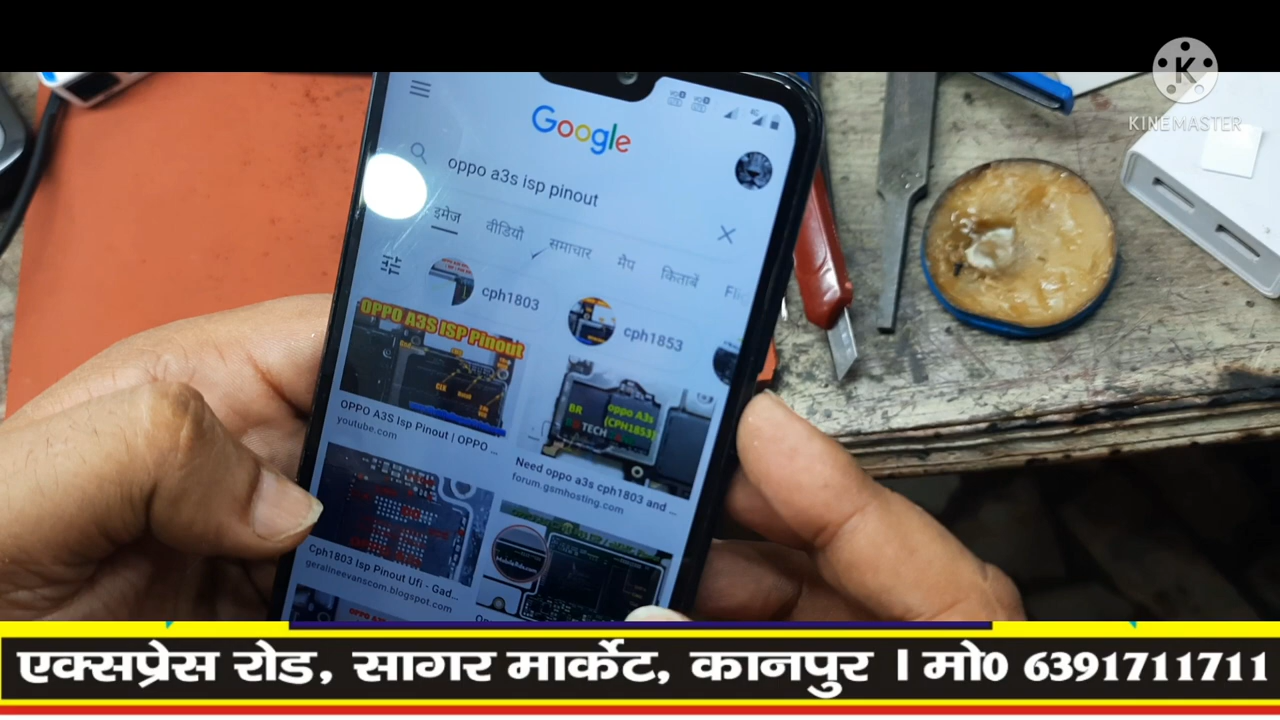 KINEMASTER
Google
oppo a3s isp pinout
इमेज वीडियो समाचार मैप किताबें
cph1803
cph1853
OPPO A3S ISP Pinout
OPPO A3S Isp Pinout | OPPO ...
youtube.com
BR
TECH
oppo A3s
(CPH1853)
Need oppo a3s cph1803 and ...
forum.gsmhosting.com
Cph1803 Isp Pinout Ufi - Gad...
geralineevanscom.blogspot.com
एक्सप्रेस रोड, सागर मार्केट, कानपुर । मो0 6391711711